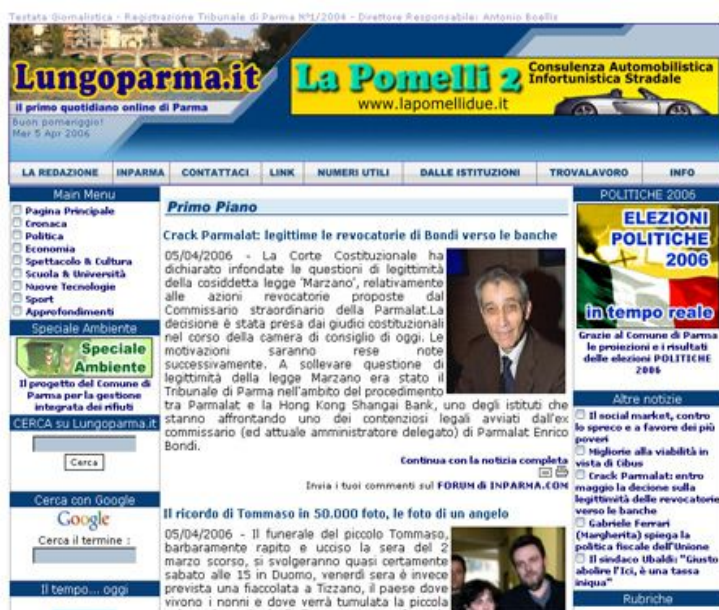 Testata Giornalistica - Registrazione Tribunale di Parma N°1/2004 - Direttore Responsabile: Antonio Boellis
Lungoparma.it
il primo quotidiano online di Parma
Buon pomeriggio!
Mer 5 Apr 2006
La Pomelli 2
Consulenza Automobilistica
Infortunistica Stradale
www.lapomellidue.it
LA REDAZIONE INPARMA CONTATTACI LINK NUMERI UTILI DALLE ISTITUZIONI TROVALAVORO INFO
Main Menu
Pagina Principale
Cronaca
Politica
Economia
Spettacolo & Cultura
Scuola & Università
Nuove Tecnologie
Sport
Approfondimenti
Speciale Ambiente
Speciale
Ambiente
Il progetto del Comune di
Parma per la gestione
integrata dei rifiuti
CERCA su Lungoparma.it
Cerca
Cerca con Google
Google
Cerca il termine :
Cerca
Il tempo... oggi
Primo Piano
Crack Parmalat: legittime le revocatorie di Bondi verso le banche
05/04/2006 - La Corte Costituzionale ha
dichiarato infondate le questioni di legittimità
della cosiddetta legge 'Marzano', relativamente
alle azioni revocatorie proposte dal
Commissario straordinario della Parmalat.La
decisione è stata presa dai giudici costituzionali
nel corso della camera di consiglio di oggi. Le
motivazioni saranno rese note
successivamente. A sollevare questione di
legittimità della legge Marzano era stato il
Tribunale di Parma nell'ambito del procedimento
tra Parmalat e la Hong Kong Shangai Bank, uno degli istituti che
stanno affrontando uno dei contenziosi legali avviati dall'ex
commissario (ed attuale amministratore delegato) di Parmalat Enrico
Bondi.
Continua con la notizia completa
Invia i tuoi commenti sul FORUM di INPARMA.COM
Il ricordo di Tommaso in 50.000 foto, le foto di un angelo
05/04/2006 - Il funerale del piccolo Tommaso,
barbaramente rapito e ucciso la sera del 2
marzo scorso, si svolgeranno quasi certamente
sabato alle 15 in Duomo, venerdì sera è invece
prevista una fiaccolata a Tizzano, il paese dove
vivono i nonni e dove verrà tumulata la piccola
POLITICHE 2006
ELEZIONI
POLITICHE
2006
in tempo reale
Grazie al Comune di Parma
le proiezioni e i risultati
delle elezioni POLITICHE
2006
Altre notizie
Il social market, contro
lo spreco e a favore dei più
poveri
Migliorie alla viabilità in
vista di Cibus
Crack Parmalat: entro
maggio la decione sulla
legittimità delle revocatorie
verso le banche
Gabriele Ferrari
(Margherita) spiega la
politica fiscale dell'Unione
Il sindaco Ubaldi: "Giusto
abolire l'Ici, è una tassa
iniqua"
Rubriche